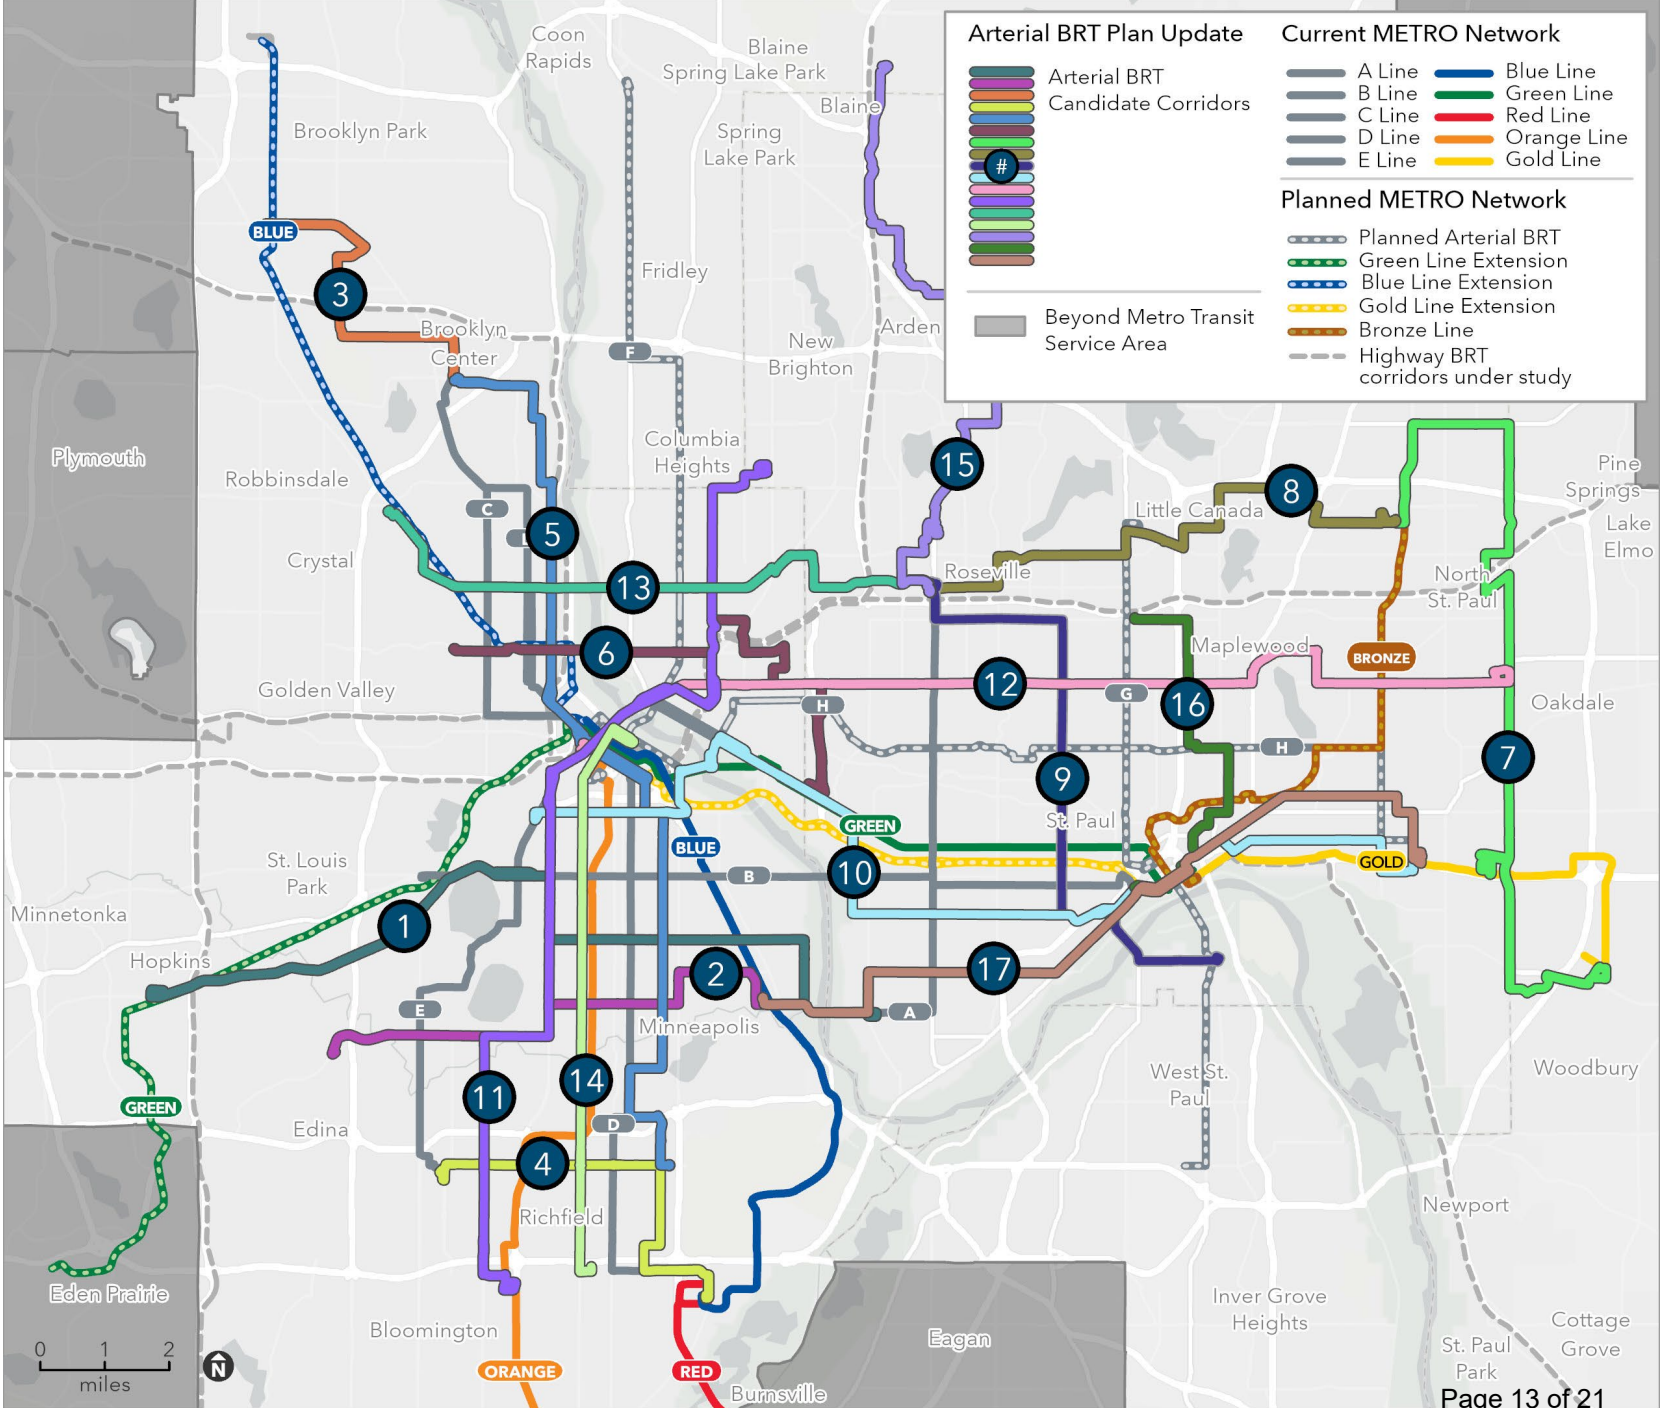 Arterial BRT Plan Update
Arterial BRT
Candidate Corridors
#
Beyond Metro Transit
Service Area
Current METRO Network
A Line
B Line
C Line
D Line
E Line
Blue Line
Green Line
Red Line
Orange Line
Gold Line
Planned METRO Network
Planned Arterial BRT
Green Line Extension
Blue Line Extension
Gold Line Extension
Bronze Line
Highway BRT
corridors under study
Coon
Rapids
Blaine
Spring Lake Park
Blaine
Brooklyn Park
Spring
Lake Park
BLUE
Fridley
3
Brooklyn
Center
F
New
Brighton
Arden
Plymouth
Columbia
Heights
Robbinsdale
15
8
Pine
Springs
Little Canada
C
5
Lake
Elmo
Crystal
13
Roseville
North
St. Paul
6
Maplewood
BRONZE
Golden Valley
12
G
16
H
Oakdale
H
7
9
St. Paul
GREEN
BLUE
St. Louis
Park
B
10
GOLD
1
Minnetonka
Hopkins
2
17
E
A
Minneapolis
Woodbury
11
14
West St.
Paul
GREEN
Edina
D
4
Richfield
Newport
Eden Prairie
Inver Grove
Heights
Cottage
Grove
Bloomington
Eagan
St. Paul
Park
0 1 2
miles
N
ORANGE
RED
Burnsville
Page 13 of 21